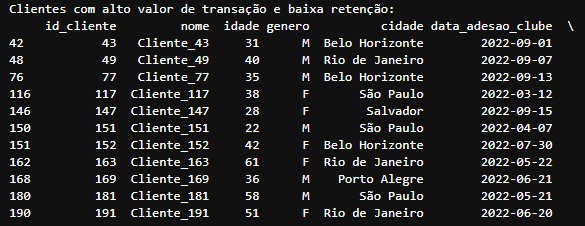 Clientes com alto valor de transação e baixa retenção:
id_cliente nome idade genero cidade data_adesao_clube \
42 43 Cliente_43 31 M Belo Horizonte 2022-09-01
48 49 Cliente_49 40 M Rio de Janeiro 2022-09-07
76 77 Cliente_77 35 M Belo Horizonte 2022-09-13
116 117 Cliente_117 38 F São Paulo 2022-03-12
146 147 Cliente_147 28 F Salvador 2022-09-15
150 151 Cliente_151 22 M São Paulo 2022-04-07
151 152 Cliente_152 42 F Belo Horizonte 2022-07-30
162 163 Cliente_163 61 F Rio de Janeiro 2022-05-22
168 169 Cliente_169 36 M Porto Alegre 2022-06-21
180 181 Cliente_181 58 M São Paulo 2022-05-21
190 191 Cliente_191 51 F Rio de Janeiro 2022-06-20